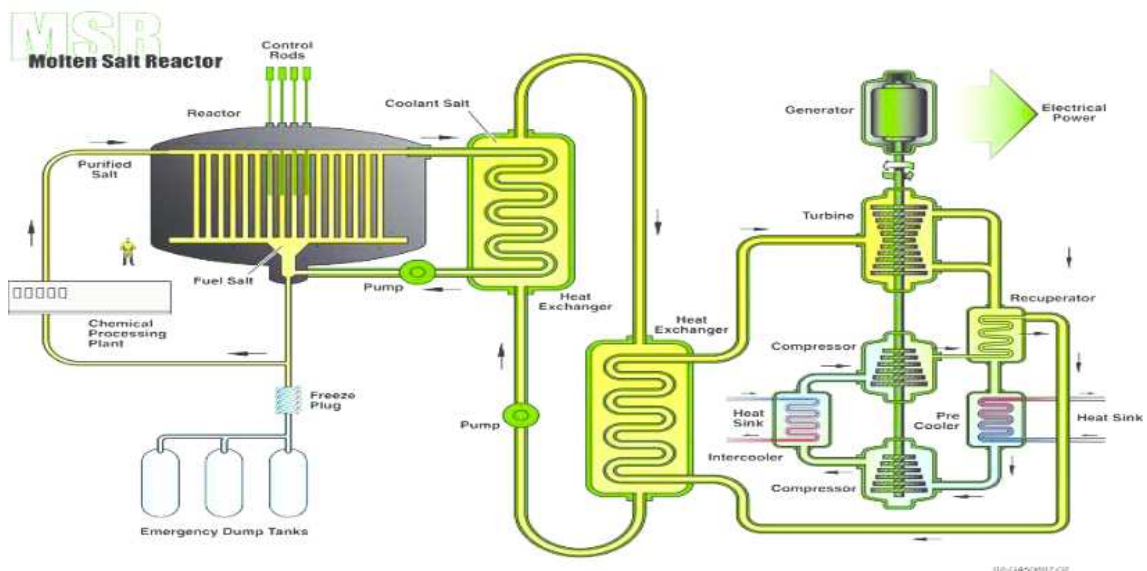 MSR
Molten Salt Reactor
Control
Rods
Reactor
Coolant Salt
Purified
Salt
Fuel Salt
Pump
Heat
Exchanger
Chemical
Processing
Plant
Freeze
Plug
Emergency Dump Tanks
Pump
Heat
Exchanger
Generator
Electrical
Power
Turbine
Recuperator
Compressor
Heat
Sink
Intercooler
Pre
Cooler
Heat Sink
Compressor